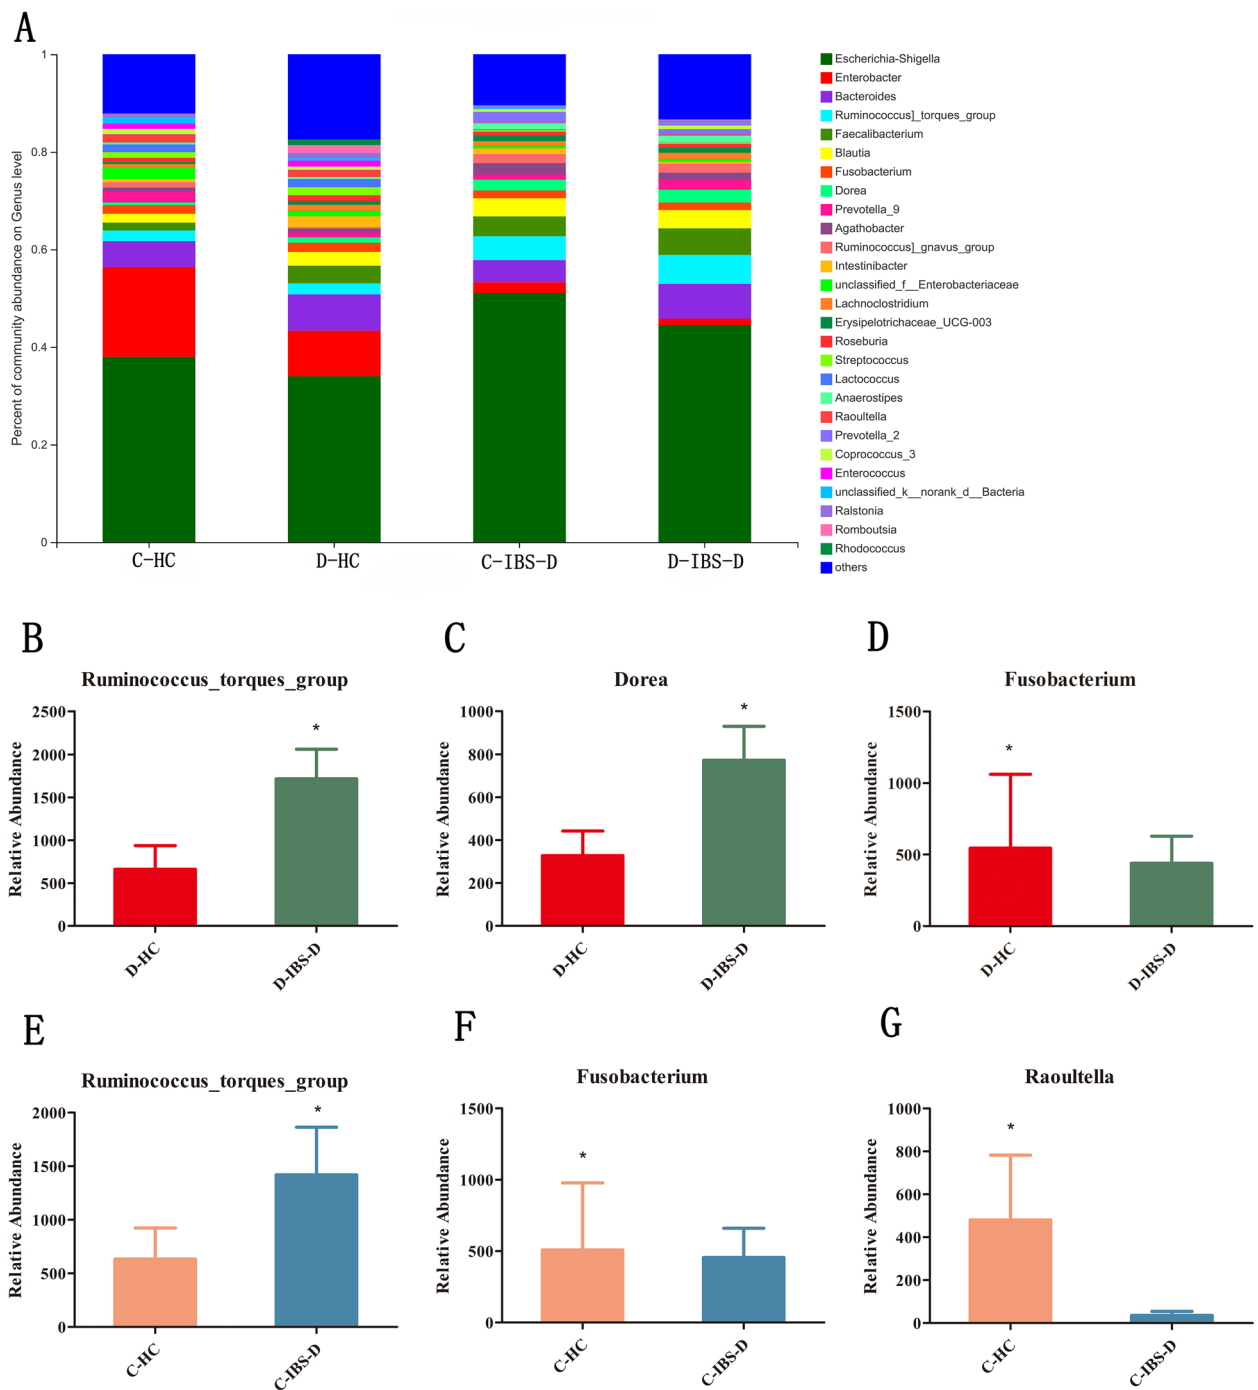 A
Percent of community abundance on Genus level
1
0.8
0.6
0.4
0.2
0
C-HC
D-HC
C-IBS-D
D-IBS-D
Escherichia-Shigella
Enterobacter
Bacteroides
Ruminococcus]_torques_group
Faecalibacterium
Blautia
Fusobacterium
Dorea
Prevotella_9
Agathobacter
Ruminococcus]_gnavus_group
Intestinibacter
unclassified_f__Enterobacteriaceae
Lachnoclostridium
Erysipelotrichaceae_UCG-003
Roseburia
Streptococcus
Lactococcus
Anaerostipes
Raoultella
Prevotella_2
Coprococcus_3
Enterococcus
unclassified_k__norank_d__Bacteria
Ralstonia
Romboutsia
Rhodococcus
others
B
Ruminococcus_torques_group
Relative Abundance
2500
2000
1500
1000
500
0
*
D-HC
D-IBS-D
C
Dorea
Relative Abundance
1000
800
600
400
200
0
*
D-HC
D-IBS-D
D
Fusobacterium
Relative Abundance
1500
1000
500
0
*
D-HC
D-IBS-D
E
Ruminococcus_torques_group
Relative Abundance
2000
1500
1000
500
0
*
C-HC
C-IBS-D
F
Fusobacterium
Relative Abundance
1500
1000
500
0
*
C-HC
C-IBS-D
G
Raoultella
Relative Abundance
1000
800
600
400
200
0
*
C-HC
C-IBS-D